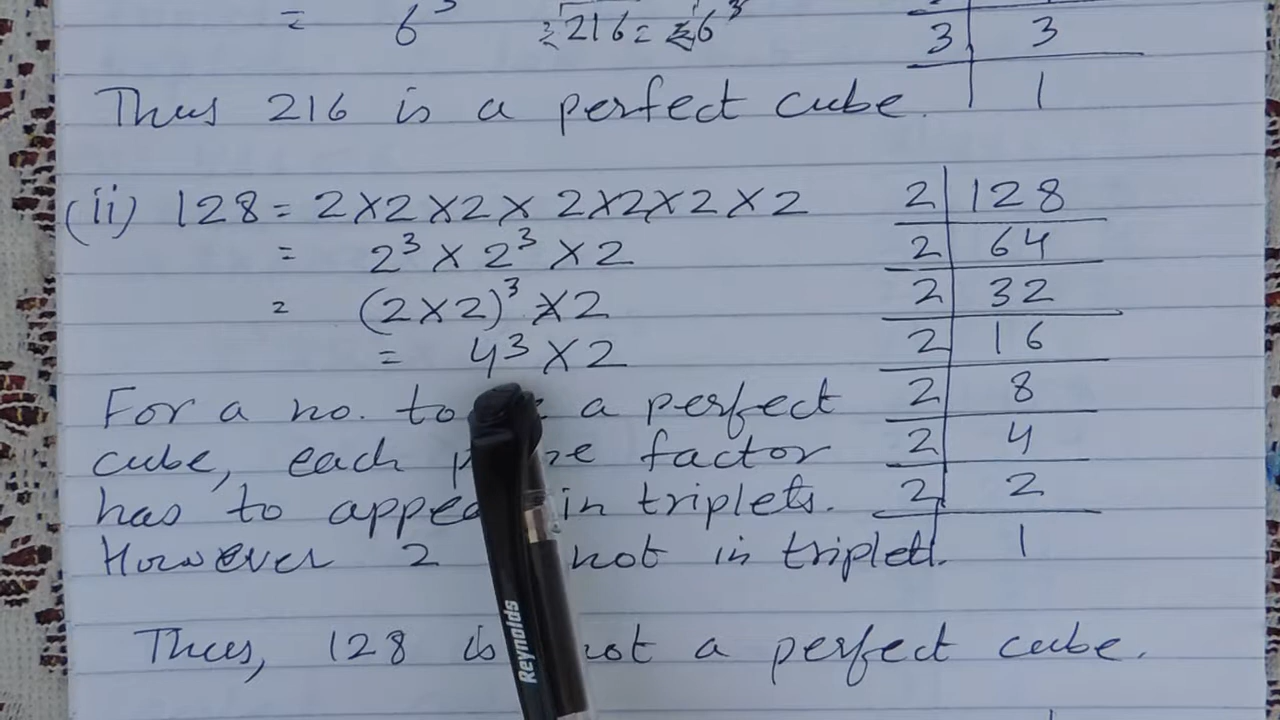 = 6³ ∛216 = ∛6³
3 3
1
Thus 216 is a perfect cube.
(ii) 128 = 2×2×2× 2×2×2×2
= 2³ × 2³ × 2
= (2×2)³ × 2
= 4³ × 2
For a no. to a perfect
cube, each factor
has to in triplets.
However 2 not in triplet.
Thus, 128 is not a perfect cube.
2 128
2 64
2 32
2 16
2 8
2 4
2 2
1
Reynolds